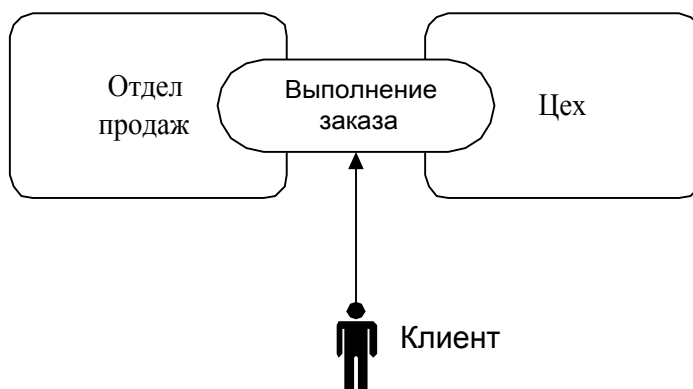 Отдел
продаж
Выполнение
заказа
Цех
Клиент